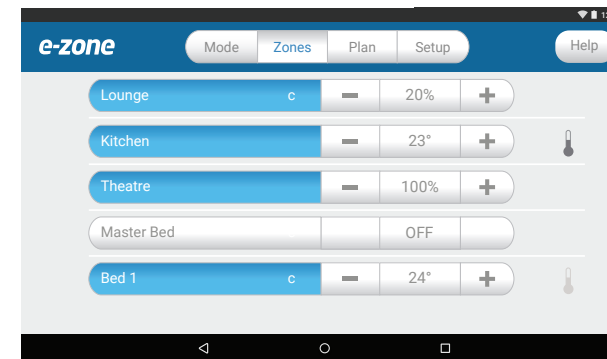 e-zone Mode Zones Plan Setup Help
Lounge c 20%
Kitchen 23°
Theatre 100%
Master Bed OFF
Bed 1 c 24°